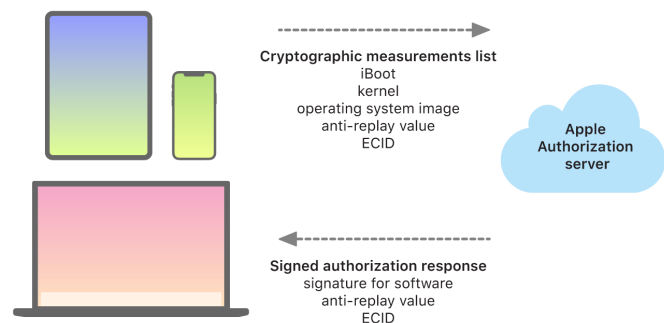 Cryptographic measurements list
iBoot
kernel
operating system image
anti-replay value
ECID
Apple
Authorization
server
Signed authorization response
signature for software
anti-replay value
ECID